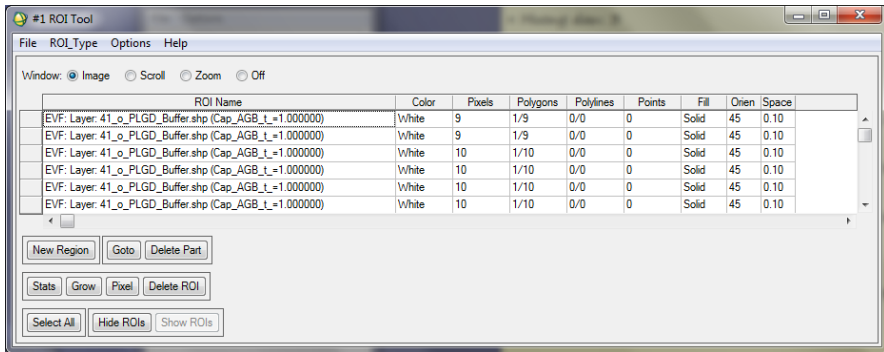 #1 ROI Tool
File ROI_Type Options Help
Window: Image Scroll Zoom Off
ROI Name Color Pixels Polygons Polylines Points Fill Orien Space
EVF: Layer: 41_o_PLGD_Buffer.shp (Cap_AGB_t_=1.000000) White 9 1/9 0/0 0 Solid 45 0.10
EVF: Layer: 41_o_PLGD_Buffer.shp (Cap_AGB_t_=1.000000) White 9 1/9 0/0 0 Solid 45 0.10
EVF: Layer: 41_o_PLGD_Buffer.shp (Cap_AGB_t_=1.000000) White 10 1/10 0/0 0 Solid 45 0.10
EVF: Layer: 41_o_PLGD_Buffer.shp (Cap_AGB_t_=1.000000) White 10 1/10 0/0 0 Solid 45 0.10
EVF: Layer: 41_o_PLGD_Buffer.shp (Cap_AGB_t_=1.000000) White 10 1/10 0/0 0 Solid 45 0.10
EVF: Layer: 41_o_PLGD_Buffer.shp (Cap_AGB_t_=1.000000) White 10 1/10 0/0 0 Solid 45 0.10
New Region Goto Delete Part
Stats Grow Pixel Delete ROI
Select All Hide ROIs Show ROIs